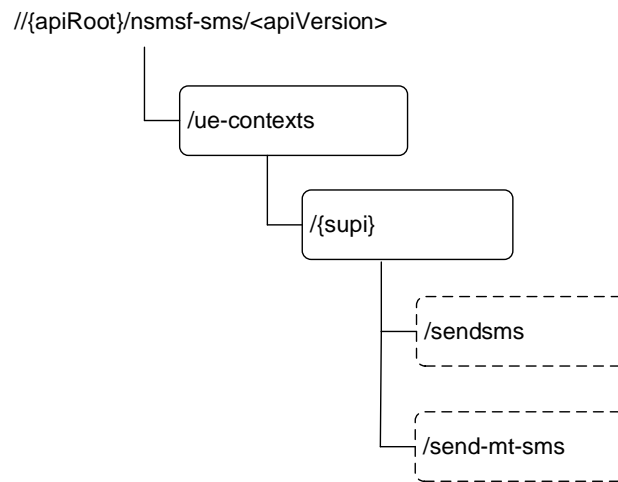 //{apiRoot}/nsmsf-sms/<apiVersion>
/ue-contexts
/{supi}
/sendsms
/send-mt-sms